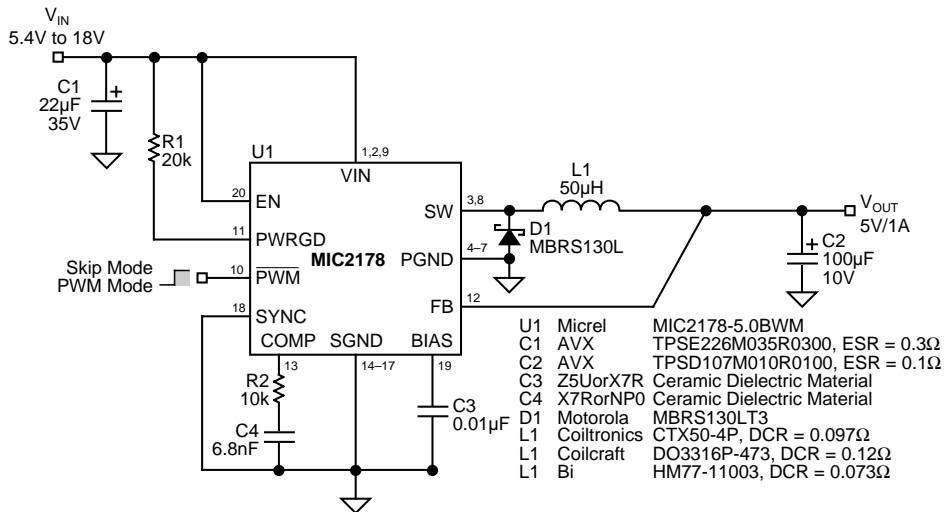 VIN
5.4V to 18V
C1
22µF
35V
R1
20k
U1
1,2,9
VIN
20
EN
SW
3,8
L1
50µH
VOUT
5V/1A
11
PWRGD
D1
MBRS130L
MIC2178
PGND
4–7
C2
100µF
10V
Skip Mode
PWM Mode
10
PWM
18
SYNC
FB
12
COMP
SGND
BIAS
13
14–17
19
R2
10k
C3
0.01µF
C4
6.8nF
U1 Micrel MIC2178-5.0BWM
C1 AVX TPSE226M035R0300, ESR = 0.3Ω
C2 AVX TPSD107M010R0100, ESR = 0.1Ω
C3 Z5UorX7R Ceramic Dielectric Material
C4 X7RorNP0 Ceramic Dielectric Material
D1 Motorola MBRS130LT3
L1 Coiltronics CTX50-4P, DCR = 0.097Ω
L1 Coilcraft DO3316P-473, DCR = 0.12Ω
L1 Bi HM77-11003, DCR = 0.073Ω